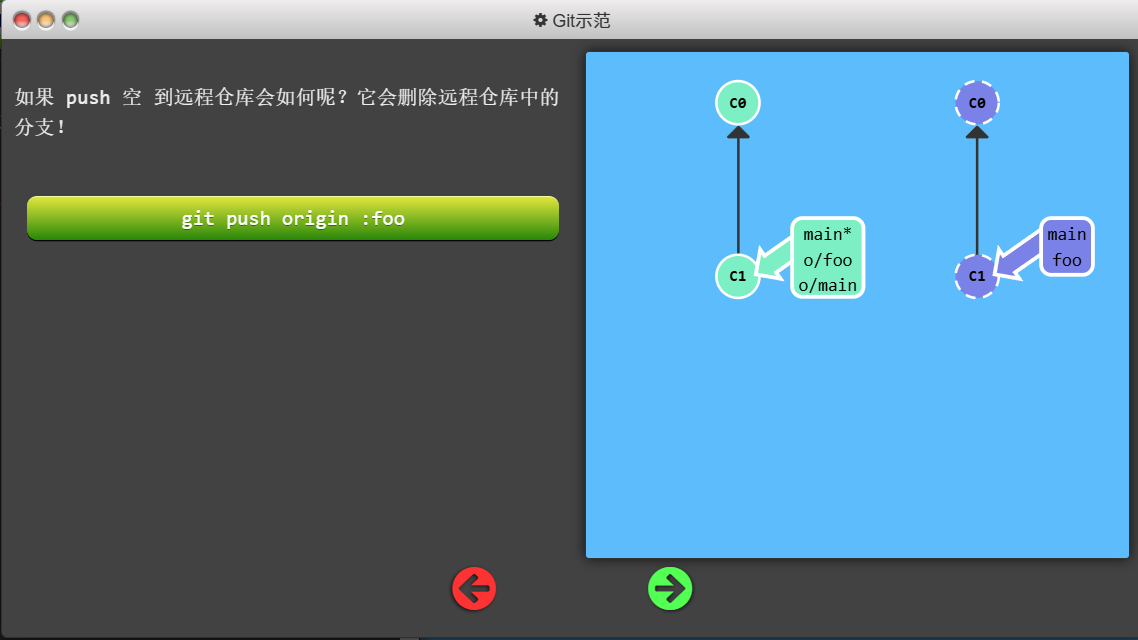 Git示范
如果 push 空 到远程仓库会如何呢？它会删除远程仓库中的
分支！
git push origin :foo
C0
C0
C1
main*
o/foo
o/main
C1
main
foo